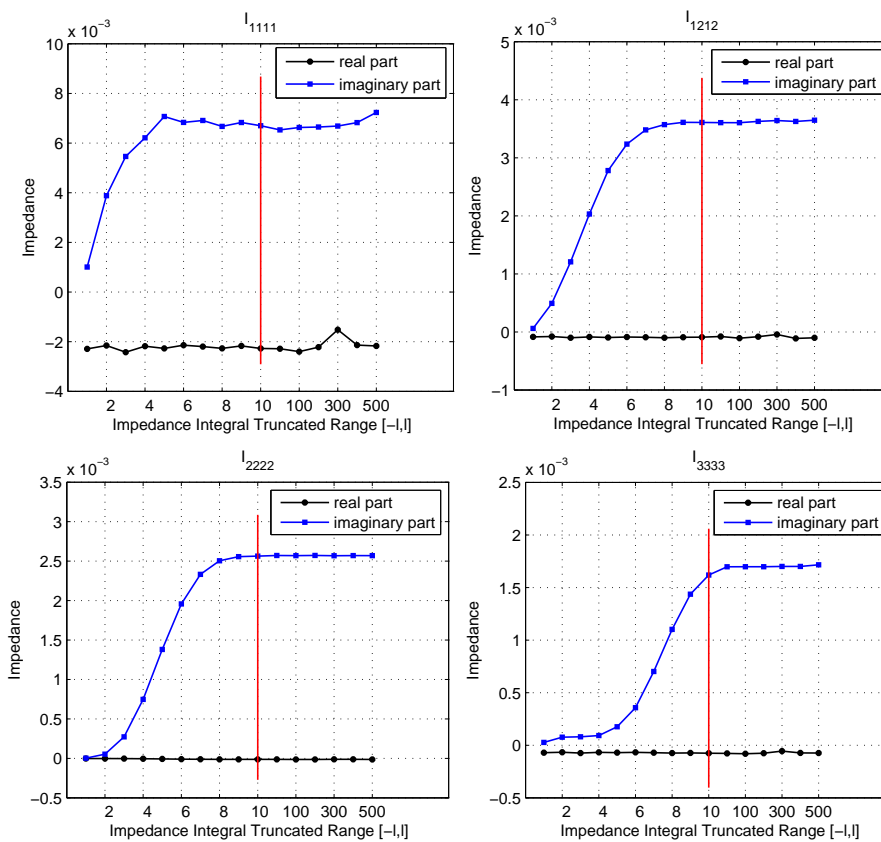 I1111
x 10−3
real part
imaginary part
10
8
6
4
2
0
−2
−4
Impedance
2 4 6 8 10 100 300 500
Impedance Integral Truncated Range [−l,l]
I1212
x 10−3
real part
imaginary part
5
4
3
2
1
0
−1
Impedance
2 4 6 8 10 100 300 500
Impedance Integral Truncated Range [−l,l]
I2222
x 10−3
real part
imaginary part
3.5
3
2.5
2
1.5
1
0.5
0
−0.5
Impedance
2 4 6 8 10 100 300 500
Impedance Integral Truncated Range [−l,l]
I3333
x 10−3
real part
imaginary part
2.5
2
1.5
1
0.5
0
−0.5
Impedance
2 4 6 8 10 100 300 500
Impedance Integral Truncated Range [−l,l]